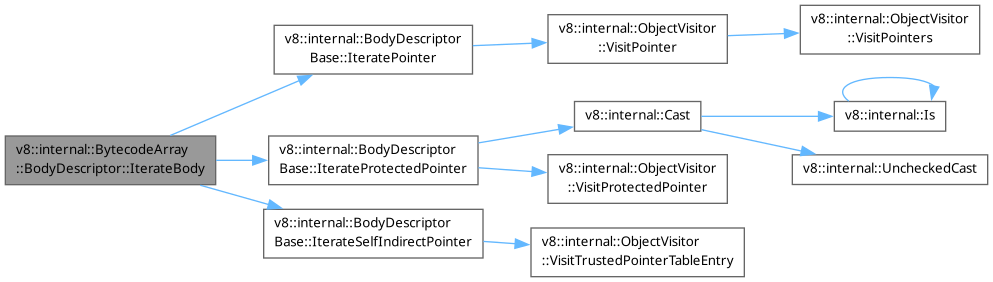 v8::internal::BytecodeArray
::BodyDescriptor::IterateBody
v8::internal::BodyDescriptor
Base::IteratePointer
v8::internal::ObjectVisitor
::VisitPointer
v8::internal::ObjectVisitor
::VisitPointers
v8::internal::BodyDescriptor
Base::IterateProtectedPointer
v8::internal::Cast
v8::internal::Is
v8::internal::UncheckedCast
v8::internal::ObjectVisitor
::VisitProtectedPointer
v8::internal::BodyDescriptor
Base::IterateSelfIndirectPointer
v8::internal::ObjectVisitor
::VisitTrustedPointerTableEntry